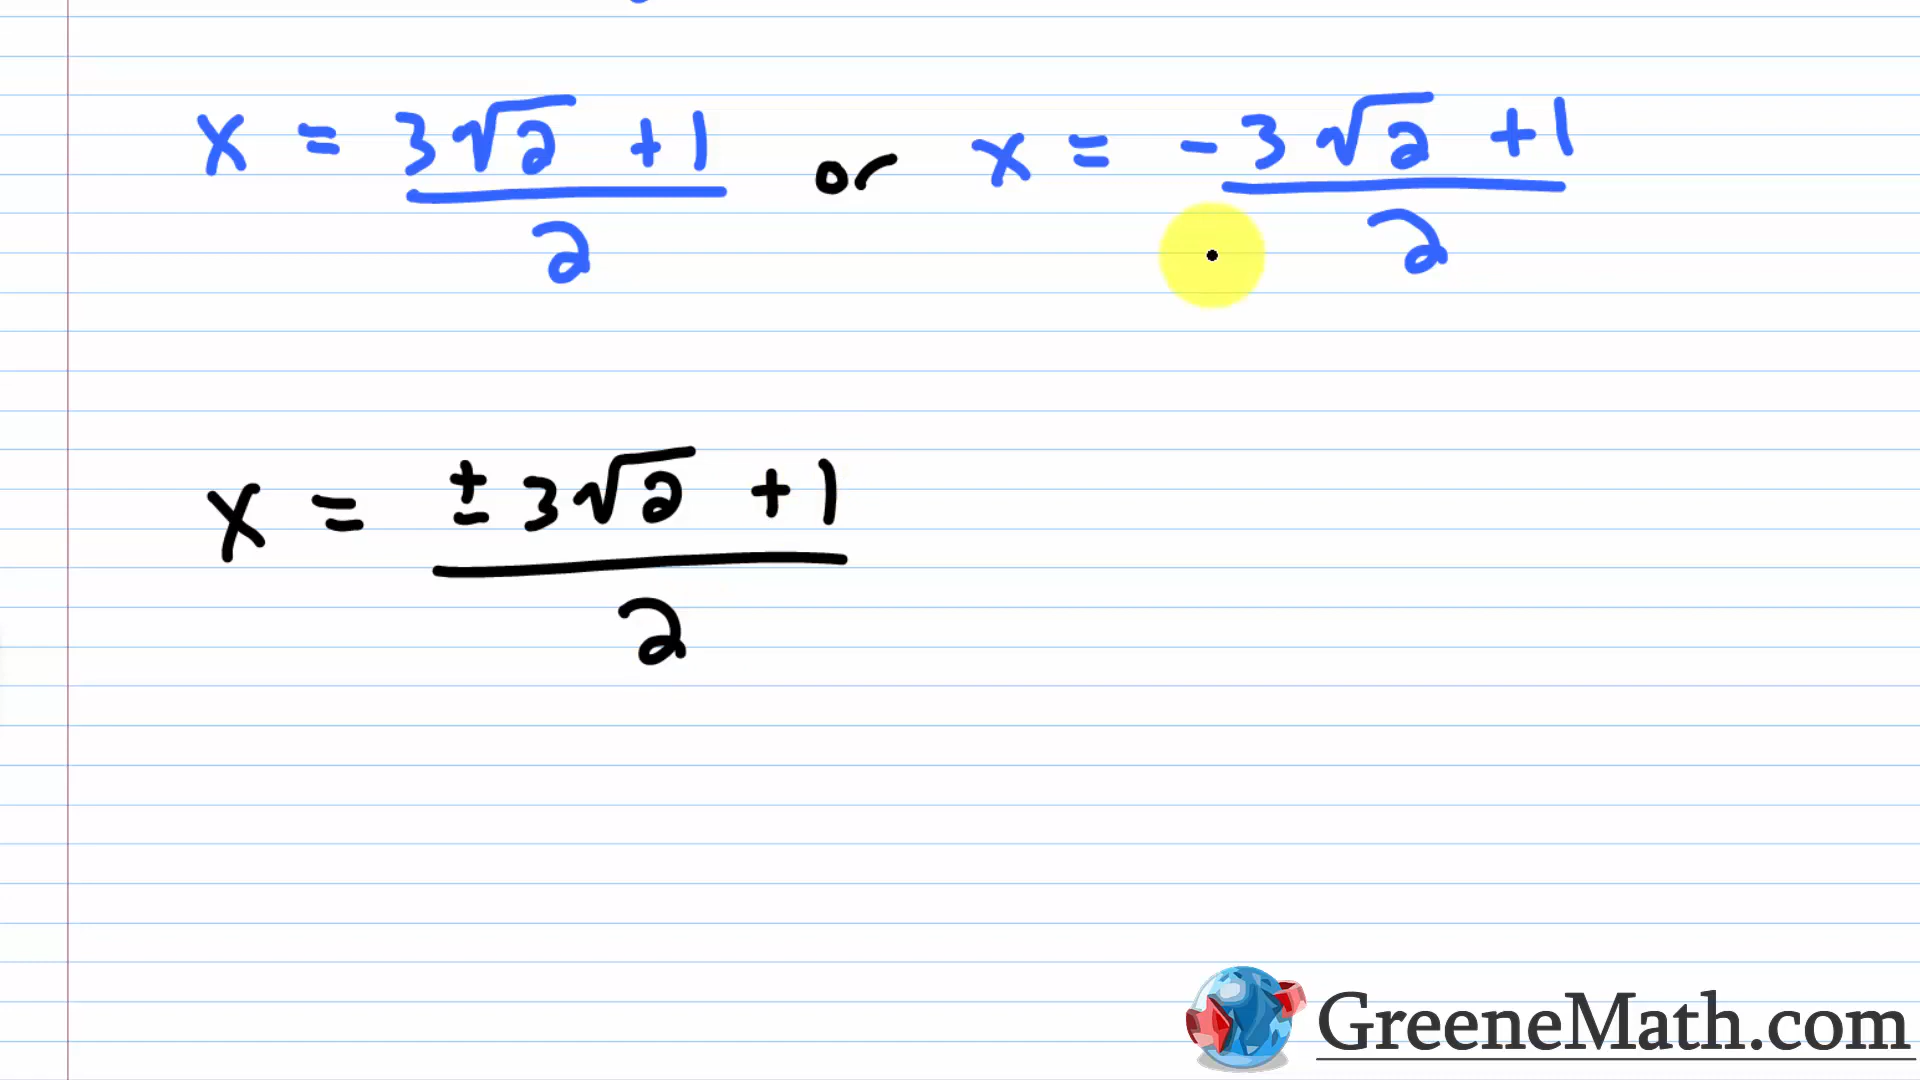 x = 3√2 + 1 / 2 or x = -3√2 + 1 / 2
x = ± 3√2 + 1 / 2
GreeneMath.com